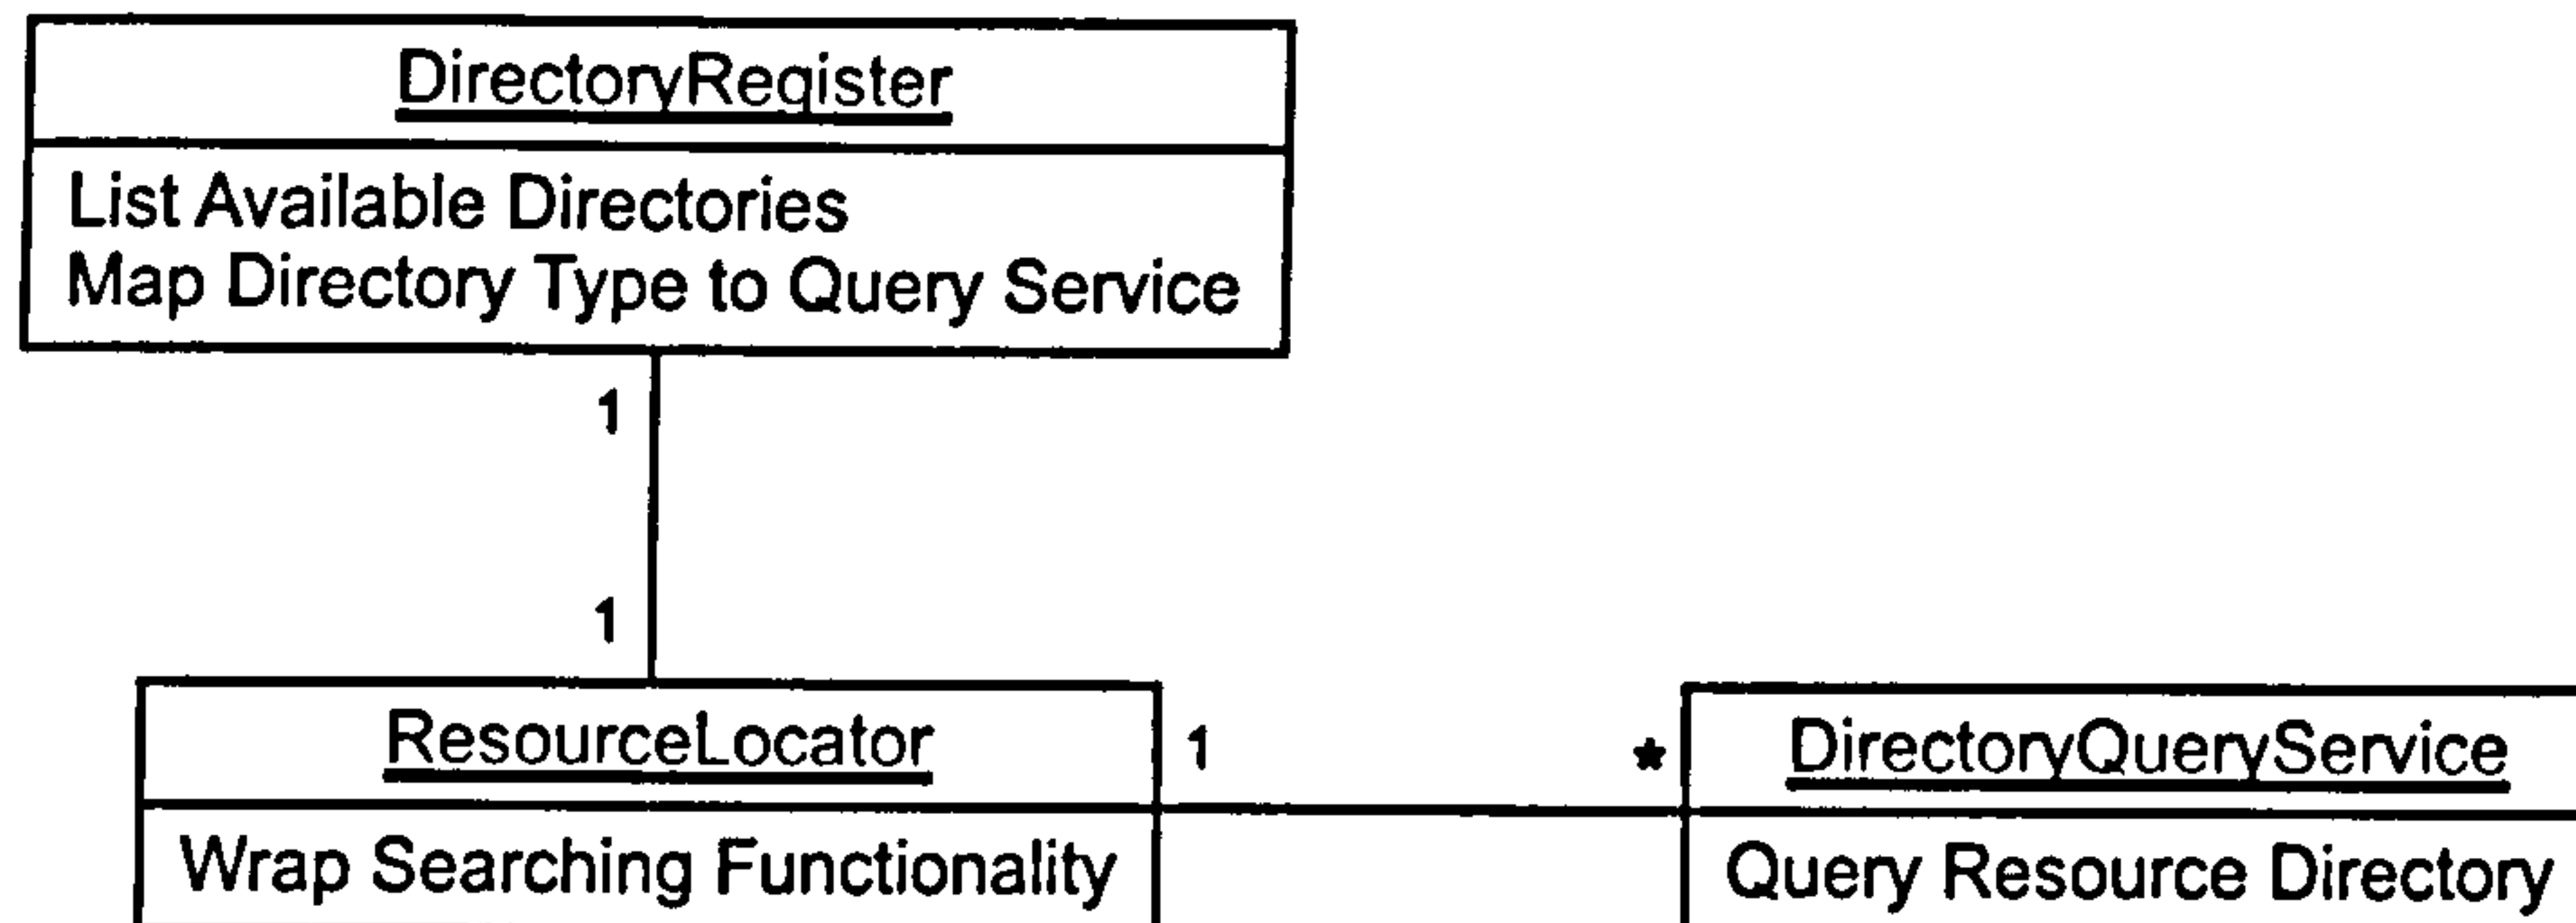 DirectoryRegister
List Available Directories
Map Directory Type to Query Service
1
1
ResourceLocator
1
*
DirectoryQueryService
Wrap Searching Functionality
Query Resource Directory